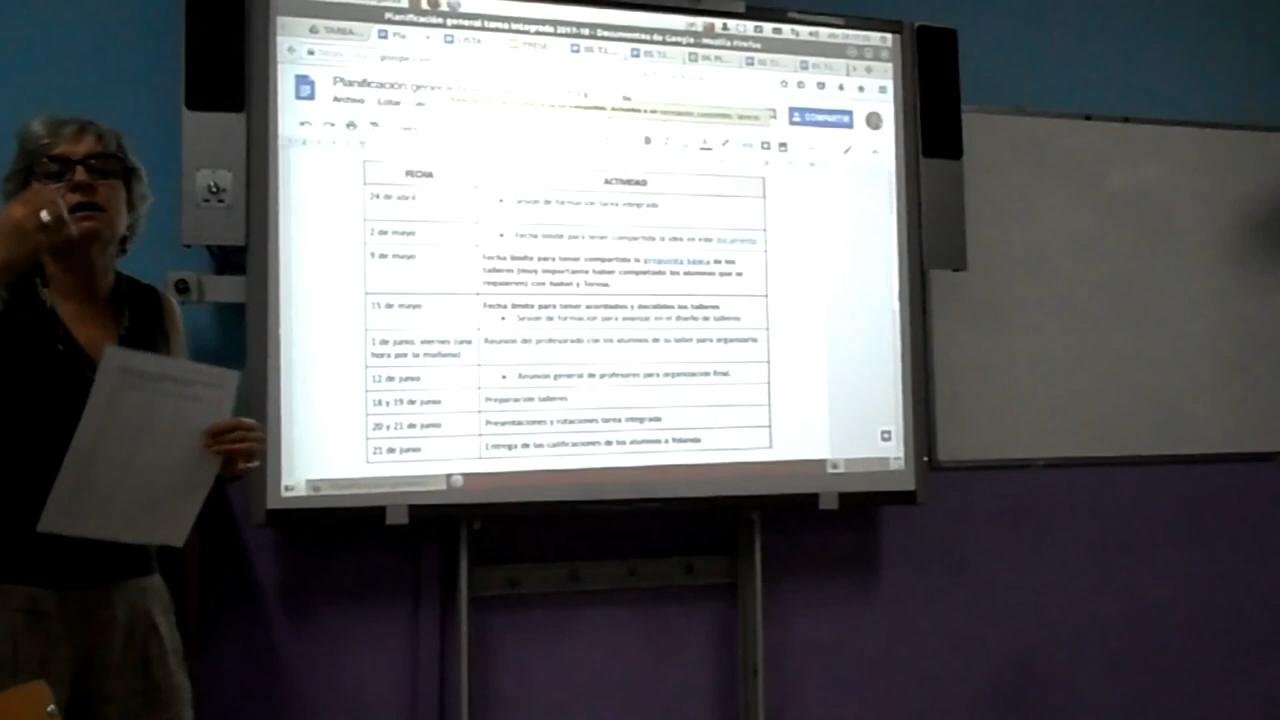 Planificación general tarea integrada 2017-18 - Documentos de Google - Mozilla Firefox
TAREA...
LISTA
PRESE
Planificación gener
Archivo Editar
COMPARTIR
FECHA ACTIVIDAD
24 de abril
Sesión de formación tarea integrada
2 de mayo
Fecha límite para tener compartida la idea en este documento
9 de mayo
Fecha límite para tener compartida la propuesta básica de los
talleres (muy importante haber completado los alumnos que se
requieren) con Isabel y Teresa.
15 de mayo
Fecha límite para tener acordados y decididos los talleres
Sesión de formación para avanzar en el diseño de talleres
1 de junio, viernes (una
hora por la mañana)
Reunión del profesorado con los alumnos de su taller para organizarlo
12 de junio
Reunión general de profesores para organización final.
18 y 19 de junio
Preparación talleres
20 y 21 de junio
Presentaciones y rotaciones tarea integrada
21 de junio
Entrega de las calificaciones de los alumnos a Yolanda